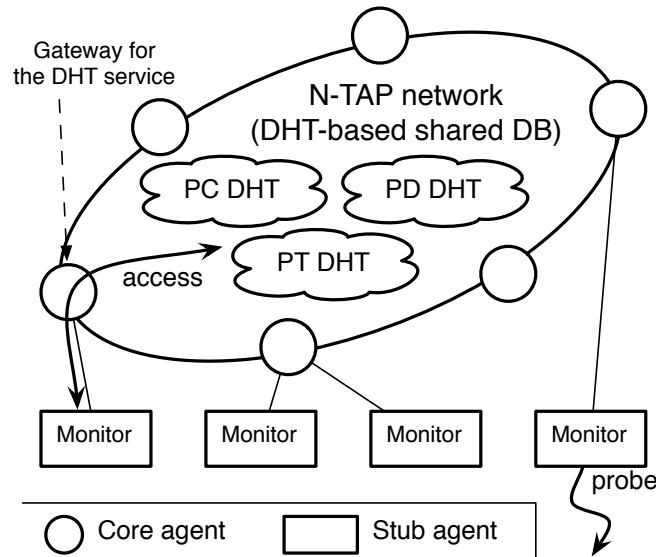 Gateway for
the DHT service
N-TAP network
(DHT-based shared DB)
PC DHT
PD DHT
PT DHT
access
Monitor
Monitor
Monitor
Monitor
probe
Core agent
Stub agent